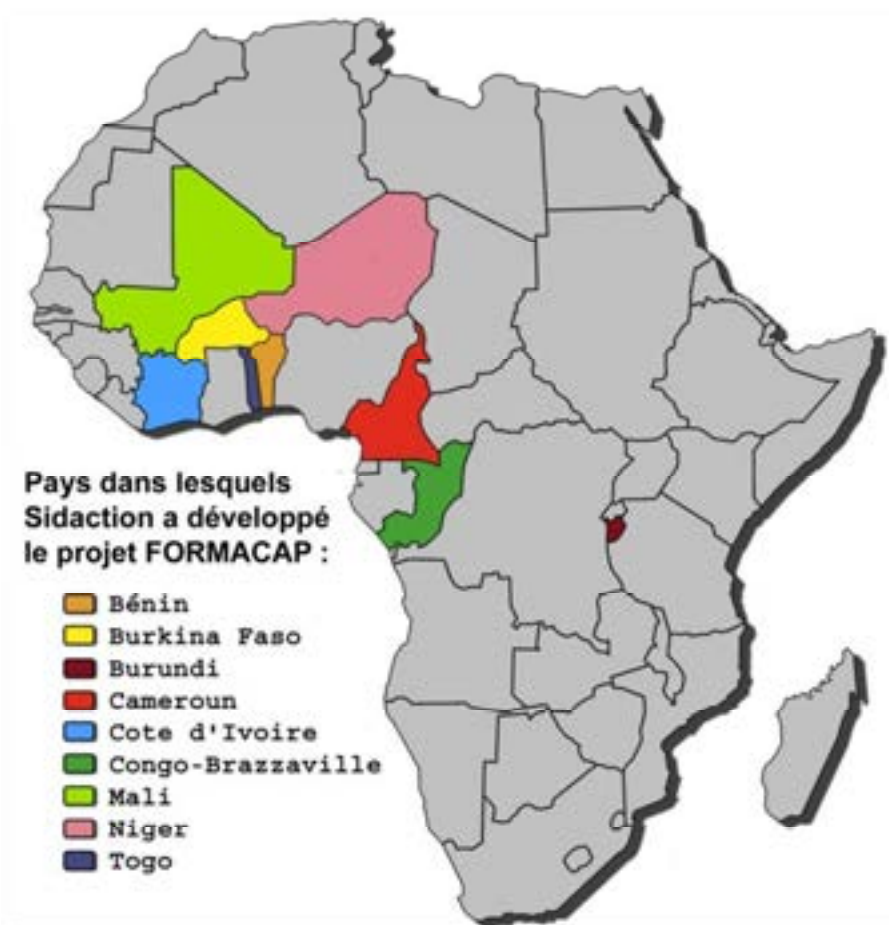 Pays dans lesquels
Sidaction a développé
le projet FORMACAP :
Bénin
Burkina Faso
Burundi
Cameroun
Cote d'Ivoire
Congo-Brazzaville
Mali
Niger
Togo